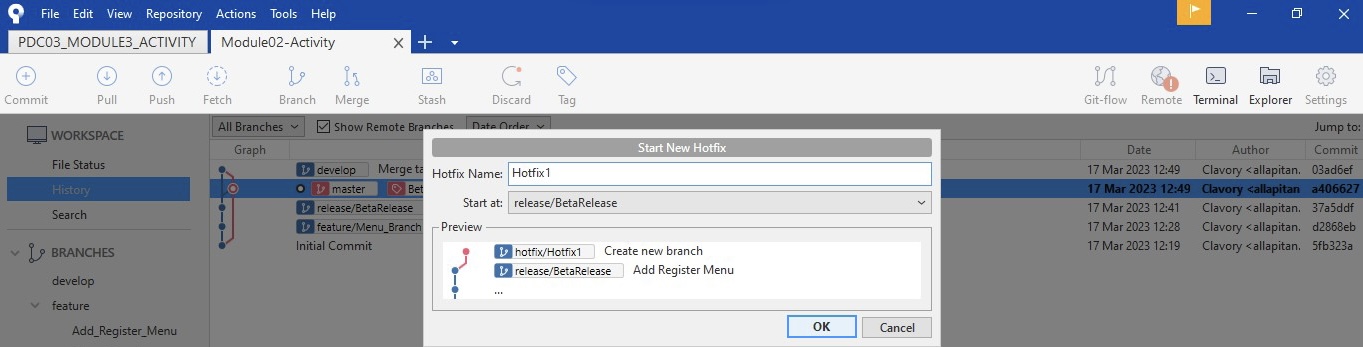 File Edit View Repository Actions Tools Help
PDC03_MODULE3_ACTIVITY Module02-Activity
Commit Pull Push Fetch Branch Merge Stash Discard Tag Git-flow Remote Terminal Explorer Settings
WORKSPACE All Branches Show Remote Branches Date Order Jump to:
Graph Date Author Commit
Start New Hotfix
File Status develop Merge ta 17 Mar 2023 12:49 Clavory <allapitan. 03ad6ef
Hotfix Name: Hotfix1
History master Bet 17 Mar 2023 12:49 Clavory <allapitan. a406627
Start at: release/BetaRelease
Search release/BetaRelease 17 Mar 2023 12:41 Clavory <allapitan. 37a5ddf
feature/Menu_Branch 17 Mar 2023 12:28 Clavory <allapitan. d2868eb
Preview
BRANCHES Initial Commit 17 Mar 2023 12:19 Clavory <allapitan. 5fb323a
hotfix/Hotfix1 Create new branch
release/BetaRelease Add Register Menu
...
develop
feature
Add_Register_Menu
OK Cancel